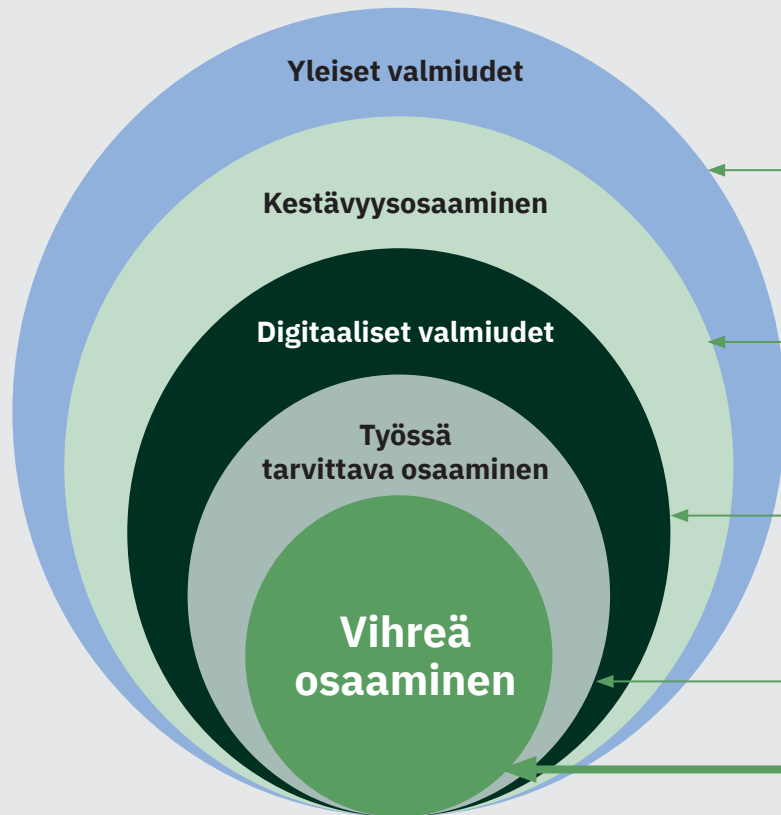 Yleiset valmiudet
Kestävyysosaaminen
Digitaaliset valmiudet
Työssä
tarvittava osaaminen
Vihreä
osaaminen